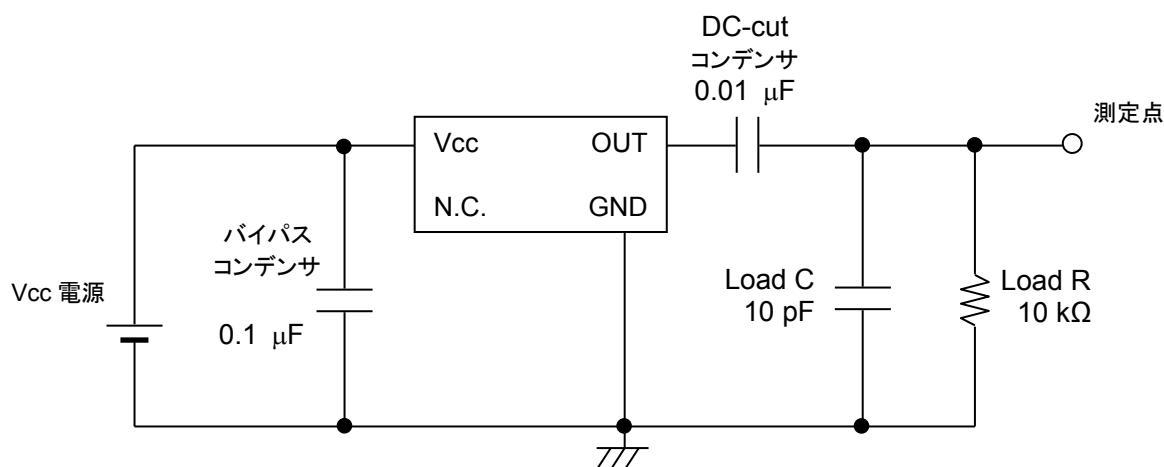 DC-cut
コンデンサ
0.01 μF
測定点
Vcc
OUT
N.C.
GND
バイパス
コンデンサ
0.1 μF
Vcc 電源
Load C
10 pF
Load R
10 kΩ